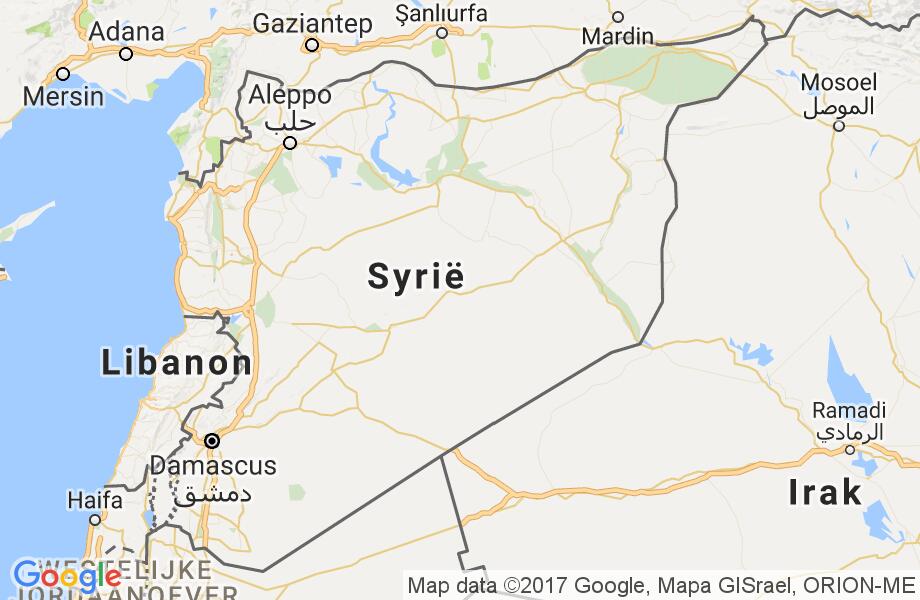 Şanlıurfa
Gaziantep
Adana
Mardin
Mersin
Aleppo
حلب
Mosoel
الموصل
Syrië
Libanon
Ramadi
الرمادي
Damascus
دمشق
Haifa
Irak
WESTELIJKE
JORDAANOEVER
Google
Map data ©2017 Google, Mapa GISrael, ORION-ME